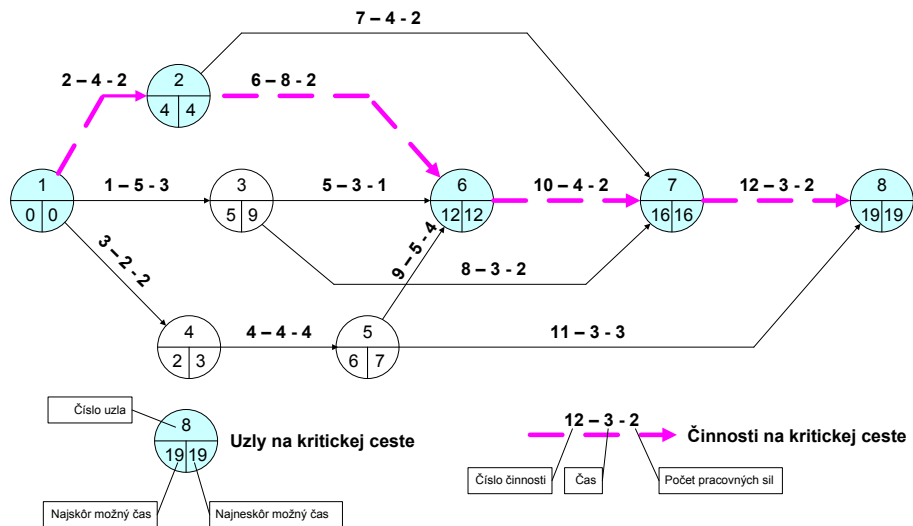 7 – 4 - 2
2 – 4 - 2
2
4 4
6 – 8 - 2
1
0 0
1 – 5 - 3
3
5 9
5 – 3 - 1
6
12 12
10 – 4 - 2
7
16 16
12 – 3 - 2
8
19 19
3 – 2 - 2
9 – 5 - 4
8 – 3 - 2
4
2 3
4 – 4 - 4
5
6 7
11 – 3 - 3
Číslo uzla
8
19 19
Uzly na kritickej ceste
Najskôr možný čas
Najneskôr možný čas
12 – 3 - 2
Činnosti na kritickej ceste
Číslo činnosti
Čas
Počet pracovných sil